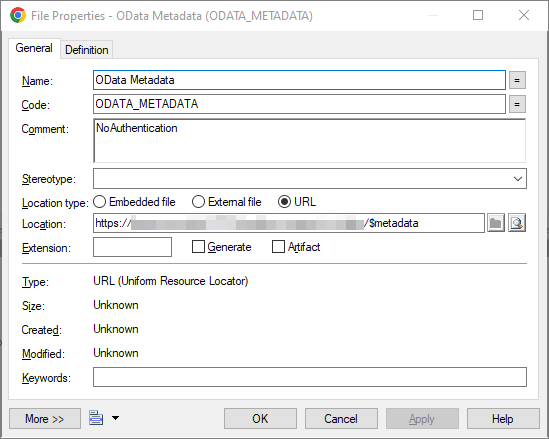 File Properties - OData Metadata (ODATA_METADATA)
General Definition
Name: OData Metadata =
Code: ODATA_METADATA =
Comment: NoAuthentication
Stereotype:
Location type: Embedded file External file URL
Location: https:// /$metadata
Extension: Generate Artifact
Type: URL (Uniform Resource Locator)
Size: Unknown
Created: Unknown
Modified: Unknown
Keywords:
More >> OK Cancel Apply Help